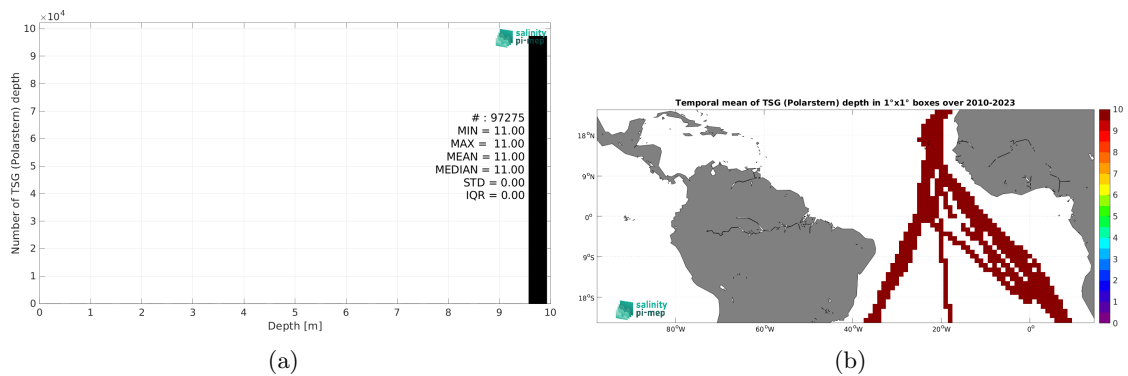 ×10⁴
10
9
8
7
6
5
4
3
2
1
0
Number of TSG (Polarstern) depth
salinity
pi-mep
# : 97275
MIN = 11.00
MAX = 11.00
MEAN = 11.00
MEDIAN = 11.00
STD = 0.00
IQR = 0.00
0 1 2 3 4 5 6 7 8 9 10
Depth [m]
(a)
Temporal mean of TSG (Polarstern) depth in 1°x1° boxes over 2010-2023
18°N
9°N
0°
9°S
18°S
80°W 60°W 40°W 20°W 0°
salinity
pi-mep
10
9
8
7
6
5
4
3
2
1
0
(b)